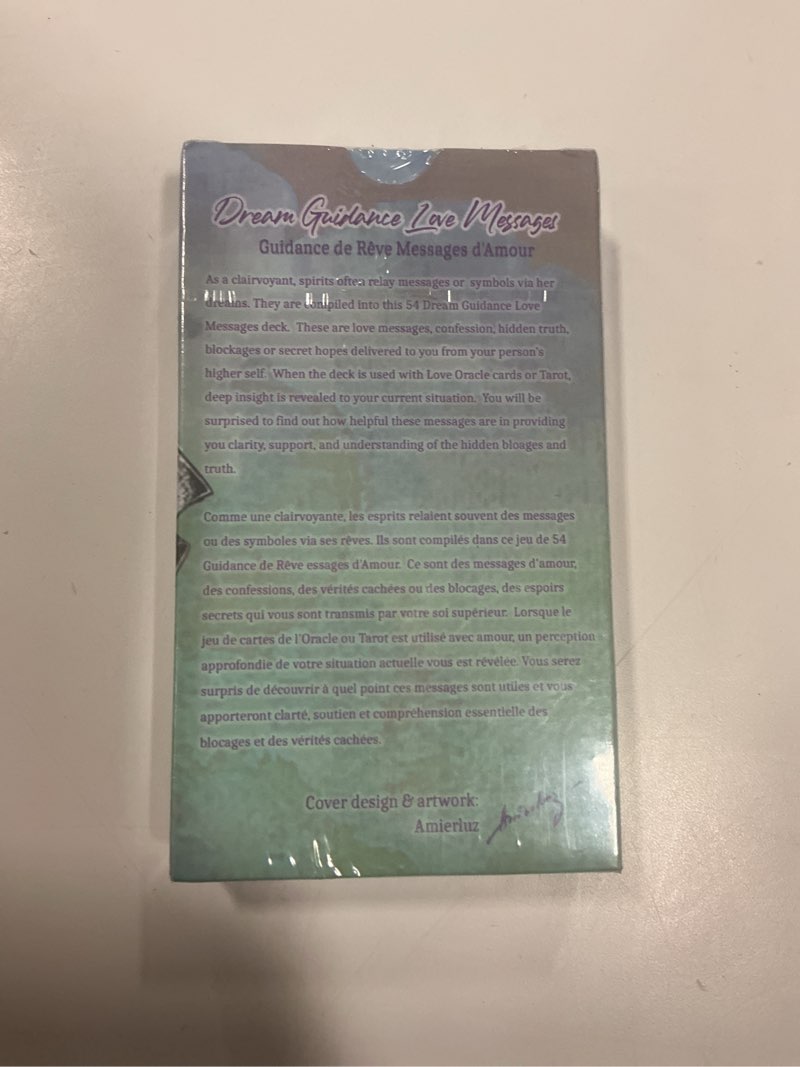 Dream Guidance Love Messages
Guidance de Rêve Messages d'Amour
As a clairvoyant, spirits often relay messages or symbols via her
dreams. They are compiled into this 54 Dream Guidance Love
Messages deck. These are love messages, confession, hidden truth,
blockages or secret hopes delivered to you from your person's
higher self. When the deck is used with Love Oracle cards or Tarot,
deep insight is revealed to your current situation. You will be
surprised to find out how helpful these messages are in providing
you clarity, support, and understanding of the hidden bloages and
truth.
Comme une clairvoyante, les esprits relaient souvent des messages
ou des symboles via ses rêves. Ils sont compilés dans ce jeu de 54
Guidance de Rêve essages d'Amour. Ce sont des messages d'amour,
des confessions, des vérités cachées ou des blocages, des espoirs
secrets qui vous sont transmis par votre soi supérieur. Lorsque le
jeu de cartes de l'Oracle ou Tarot est utilisé avec amour, un perception
approfondie de votre situation actuelle vous est révélée. Vous serez
surpris de découvrir à quel point ces messages sont utiles et vous
apporteront clarté, soutien et compréhension essentielle des
blocages et des vérités cachées.
Cover design & artwork:
Amieriuz